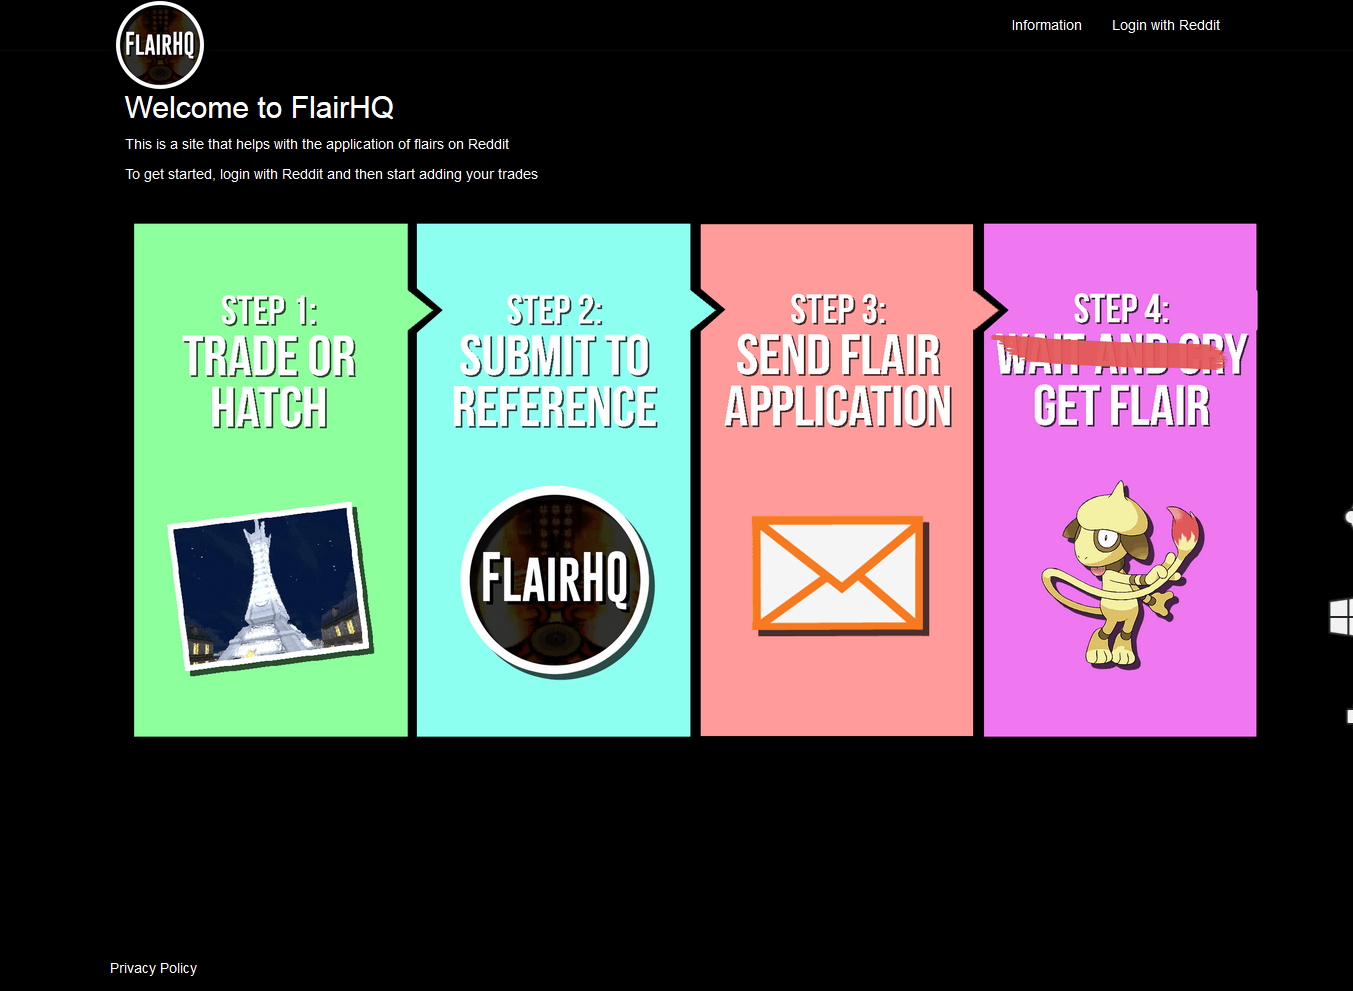 FLAIRHQ
Information
Login with Reddit
Welcome to FlairHQ
This is a site that helps with the application of flairs on Reddit
To get started, login with Reddit and then start adding your trades
STEP 1:
TRADE OR
HATCH
STEP 2:
SUBMIT TO
REFERENCE
FLAIRHQ
STEP 3:
SEND FLAIR
APPLICATION
STEP 4:
WAIT AND CRY
GET FLAIR
Privacy Policy